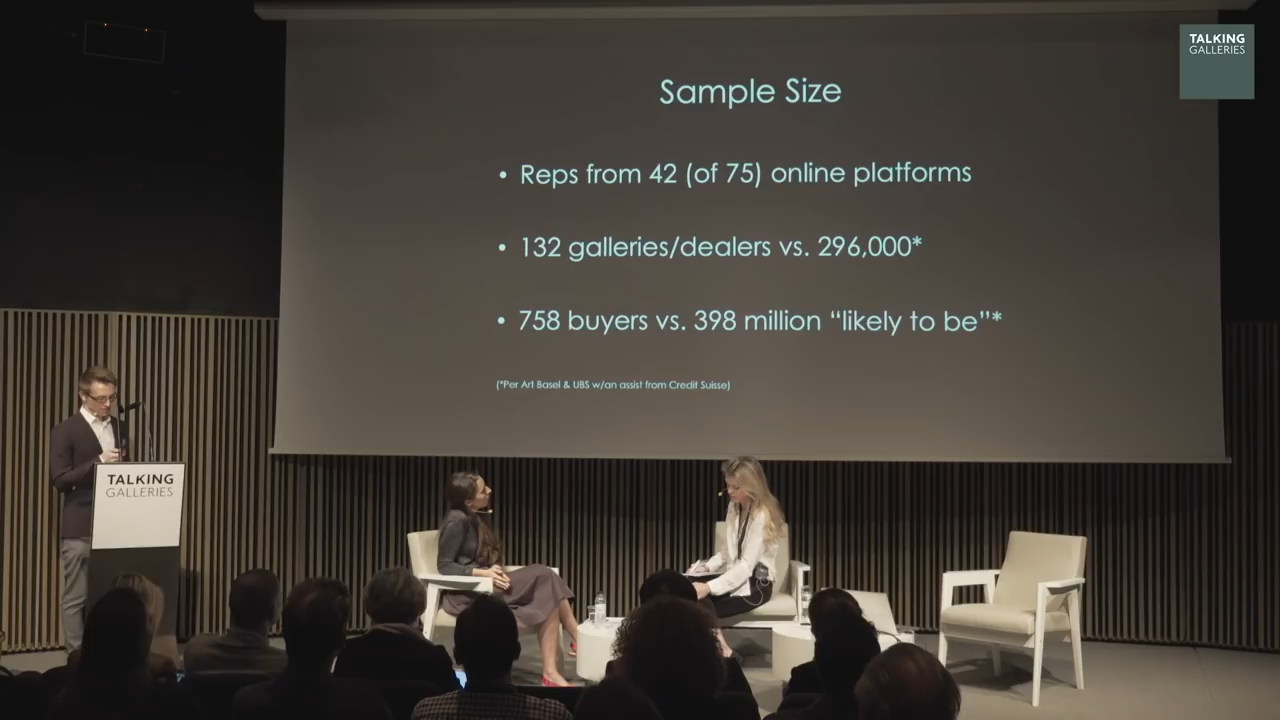 TALKING
GALLERIES
Sample Size
• Reps from 42 (of 75) online platforms
• 132 galleries/dealers vs. 296,000*
• 758 buyers vs. 398 million “likely to be”*
(*Per Art Basel & UBS w/an assist from Credit Suisse)
TALKING
GALLERIES